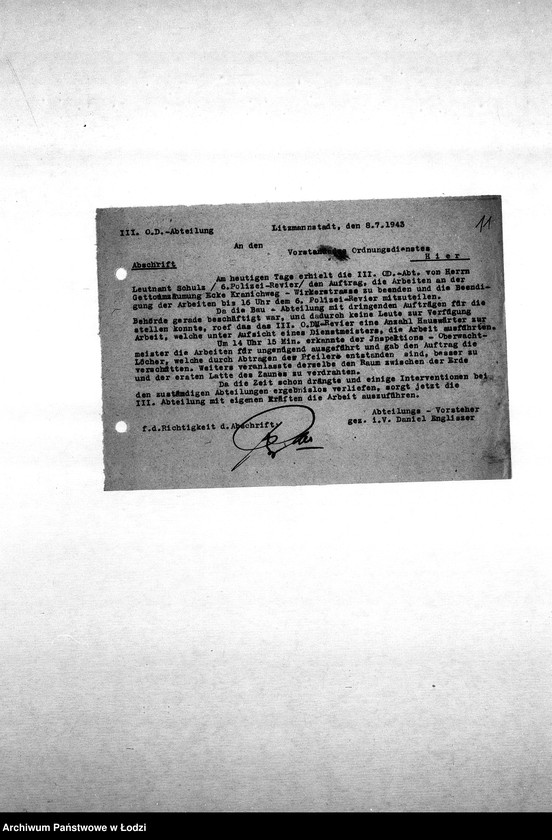 11
III. O.D.-Abteilung
Litzmannstadt, den 8.7.1943
An den
Vorstand des Ordnungsdienstes
H i e r
Abschrift
Am heutigen Tage erhielt die III. OD.-Abt. von Herrn
Leutnant Schulz / 6.Polizei-Revier/ den Auftrag, die Arbeiten an der
Gettoumzäunung Ecke Kranichweg - Wirkerstrasse zu beenden und die Beendi-
gung der Arbeiten bis 15 Uhr dem 6. Polizei-Revier mitzuteilen.
Da die Bau - Abteilung mit dringenden Aufträgen für die
Behörde gerade beschäftigt war, und dadurch keine Leute zur Verfügung
stellen konnte, roef das das III. O.D.-Revier eine Anzahl Hauswärter zur
Arbeit, welche unter Aufsicht eines Dienstmeisters, die Arbeit ausführten.
Um 14 Uhr 15 Min. erkannte der Jnspektions - Oberwacht-
meister die Arbeiten für ungenügend ausgeführt und gab den Auftrag die
Löcher, welche durch Abtragen des Pfeilers entstanden sind, besser zu
verschütten. Weiters veranlasste derselbe den Raum zwischen der Erde
und der ersten Latte des Zaunes zu verdrahten.
Da die Zeit schon drängte und einige Interventionen bei
den zuständigen Abteilungen ergebnislos verliefen, sorgt jetzt die
III. Abteilung mit eigenen Kräften die Arbeit auszuführen.
Abteilungs - Vorsteher
f.d.Richtigkeit d.Abschrift:
gez. i.V. Daniel Engliszer
Archiwum Państwowe w Łodzi